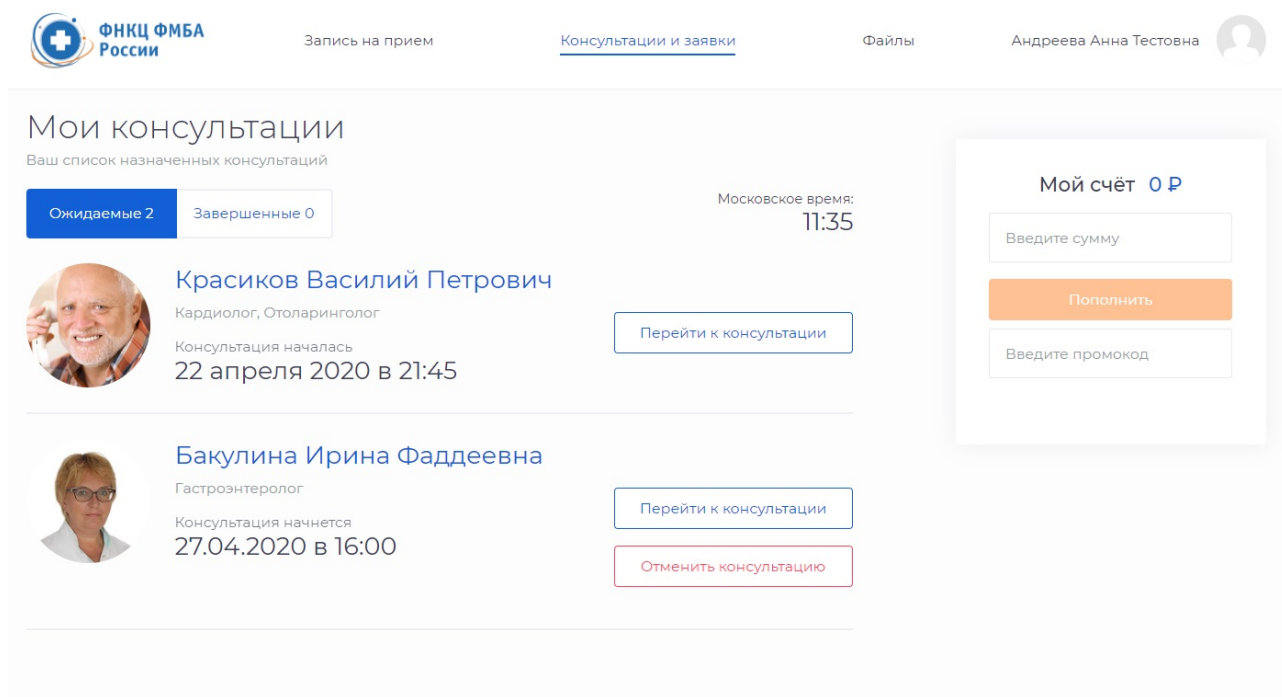 ФНКЦ ФМБА
России
Запись на прием
Консультации и заявки
Файлы
Андреева Анна Тестовна
Мои консультации
Ваш список назначенных консультаций
Ожидаемые 2
Завершенные 0
Московское время:
11:35
Красиков Василий Петрович
Кардиолог, Отоларинголог
Консультация началась
22 апреля 2020 в 21:45
Перейти к консультации
Бакулина Ирина Фаддеевна
Гастроэнтеролог
Консультация начнется
27.04.2020 в 16:00
Перейти к консультации
Отменить консультацию
Мой счёт 0 ₽
Введите сумму
Пополнить
Введите промокод